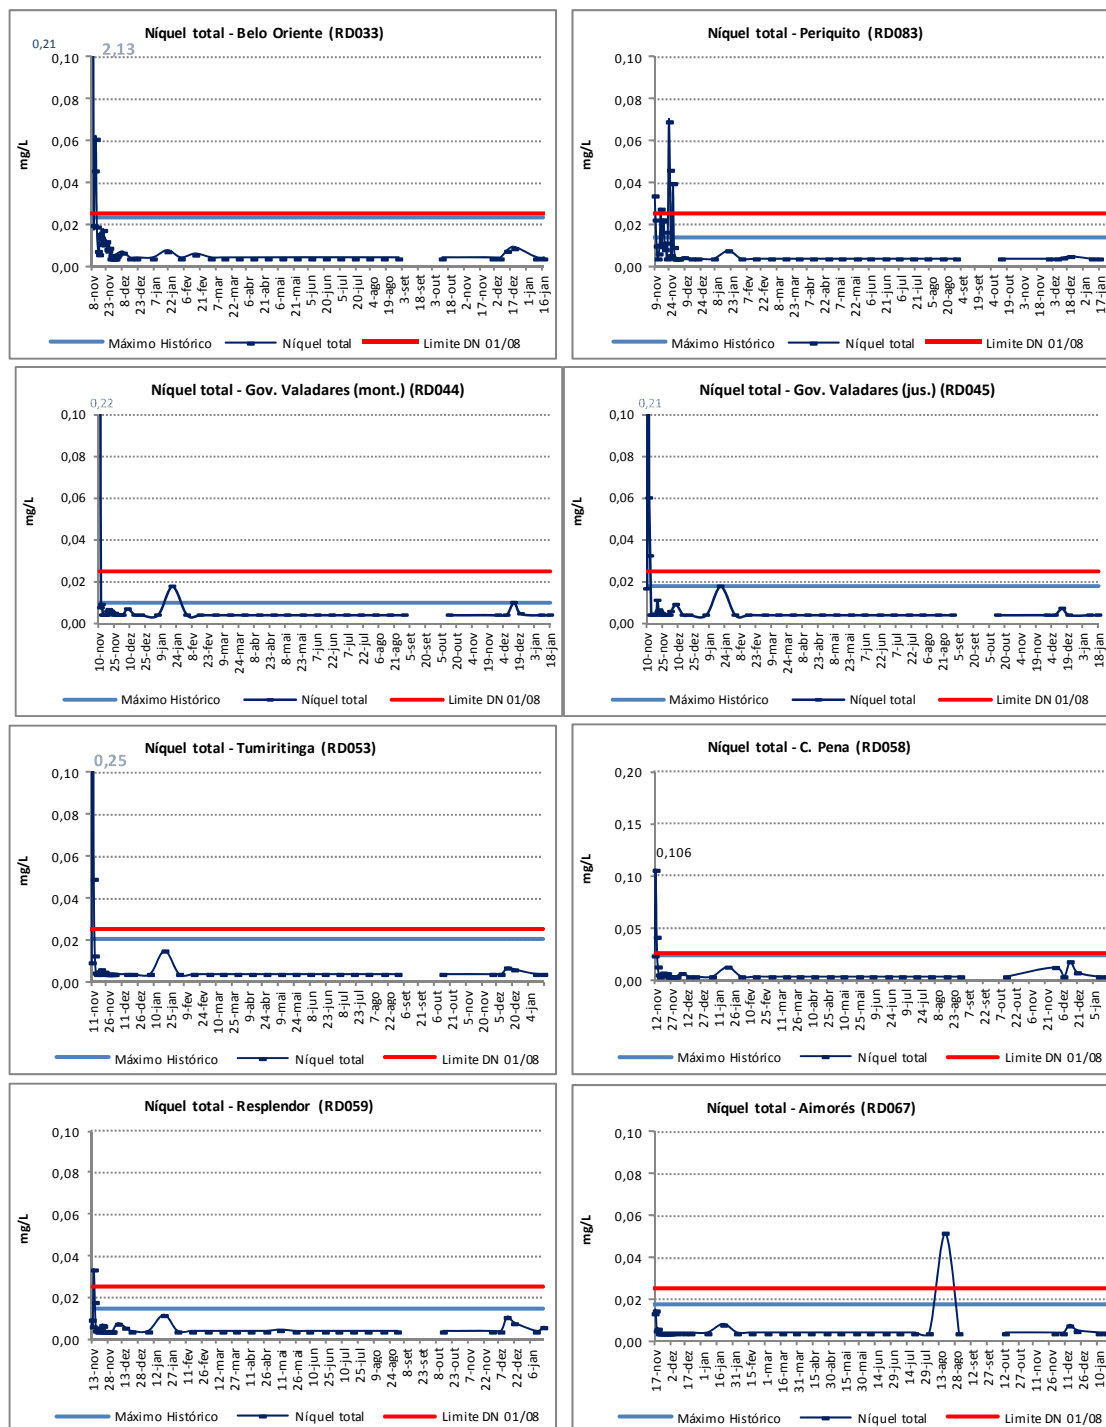 Níquel total - Belo Oriente (RD033)
0,21
2,13
0,10
0,08
0,06
0,04
0,02
0,00
mg/L
8-nov 23-nov 8-dez 23-dez 7-jan 22-jan 6-fev 21-fev 7-mar 22-mar 6-abr 21-abr 6-mai 21-mai 5-jun 20-jun 5-jul 20-jul 4-ago 19-ago 3-set 18-set 3-out 18-out 2-nov 17-nov 2-dez 17-dez 1-jan 16-jan
Máximo Histórico Níquel total Limite DN 01/08
Níquel total - Periquito (RD083)
0,10
0,08
0,06
0,04
0,02
0,00
mg/L
9-nov 24-nov 9-dez 24-dez 8-jan 23-jan 7-fev 22-fev 8-mar 23-mar 7-abr 22-abr 7-mai 22-mai 6-jun 21-jun 6-jul 21-jul 5-ago 20-ago 4-set 19-set 4-out 19-out 3-nov 18-nov 3-dez 18-dez 2-jan 17-jan
Máximo Histórico Níquel total Limite DN 01/08
Níquel total - Gov. Valadares (mont.) (RD044)
0,22
0,10
0,08
0,06
0,04
0,02
0,00
mg/L
10-nov 25-nov 10-dez 25-dez 9-jan 24-jan 8-fev 23-fev 9-mar 24-mar 8-abr 23-abr 8-mai 23-mai 7-jun 22-jun 7-jul 22-jul 6-ago 21-ago 5-set 20-set 5-out 20-out 4-nov 19-nov 4-dez 19-dez 3-jan 18-jan
Máximo Histórico Níquel total Limite DN 01/08
Níquel total - Gov. Valadares (jus.) (RD045)
0,21
0,10
0,08
0,06
0,04
0,02
0,00
mg/L
10-nov 25-nov 10-dez 25-dez 9-jan 24-jan 8-fev 23-fev 9-mar 24-mar 8-abr 23-abr 8-mai 23-mai 7-jun 22-jun 7-jul 22-jul 6-ago 21-ago 5-set 20-set 5-out 20-out 4-nov 19-nov 4-dez 19-dez 3-jan 18-jan
Máximo Histórico Níquel total Limite DN 01/08
Níquel total - Tumiritinga (RD053)
0,25
0,10
0,08
0,06
0,04
0,02
0,00
mg/L
11-nov 26-nov 11-dez 26-dez 10-jan 25-jan 9-fev 24-fev 10-mar 25-mar 9-abr 24-abr 9-mai 24-mai 8-jun 23-jun 8-jul 23-jul 7-ago 22-ago 6-set 21-set 6-out 21-out 5-nov 20-nov 5-dez 20-dez 4-jan
Máximo Histórico Níquel total Limite DN 01/08
Níquel total - C. Pena (RD058)
0,106
0,20
0,15
0,10
0,05
0,00
mg/L
12-nov 27-nov 12-dez 27-dez 11-jan 26-jan 10-fev 25-fev 11-mar 26-mar 10-abr 25-abr 10-mai 25-mai 9-jun 24-jun 9-jul 24-jul 8-ago 23-ago 7-set 22-set 7-out 22-out 6-nov 21-nov 6-dez 21-dez 5-jan
Máximo Histórico Níquel total Limite DN 01/08
Níquel total - Resplendor (RD059)
0,10
0,08
0,06
0,04
0,02
0,00
mg/L
13-nov 28-nov 13-dez 28-dez 12-jan 27-jan 11-fev 26-fev 12-mar 27-mar 11-abr 26-abr 11-mai 26-mai 10-jun 25-jun 10-jul 25-jul 9-ago 24-ago 8-set 23-set 8-out 23-out 7-nov 22-nov 7-dez 22-dez 6-jan
Máximo Histórico Níquel total Limite DN 01/08
Níquel total - Aimorés (RD067)
0,10
0,08
0,06
0,04
0,02
0,00
mg/L
17-nov 2-dez 17-dez 1-jan 16-jan 31-jan 15-fev 1-mar 16-mar 31-mar 15-abr 30-abr 15-mai 30-mai 14-jun 29-jun 14-jul 29-jul 13-ago 28-ago 12-set 27-set 12-out 27-out 11-nov 26-nov 11-dez 26-dez 10-jan
Máximo Histórico Níquel total Limite DN 01/08